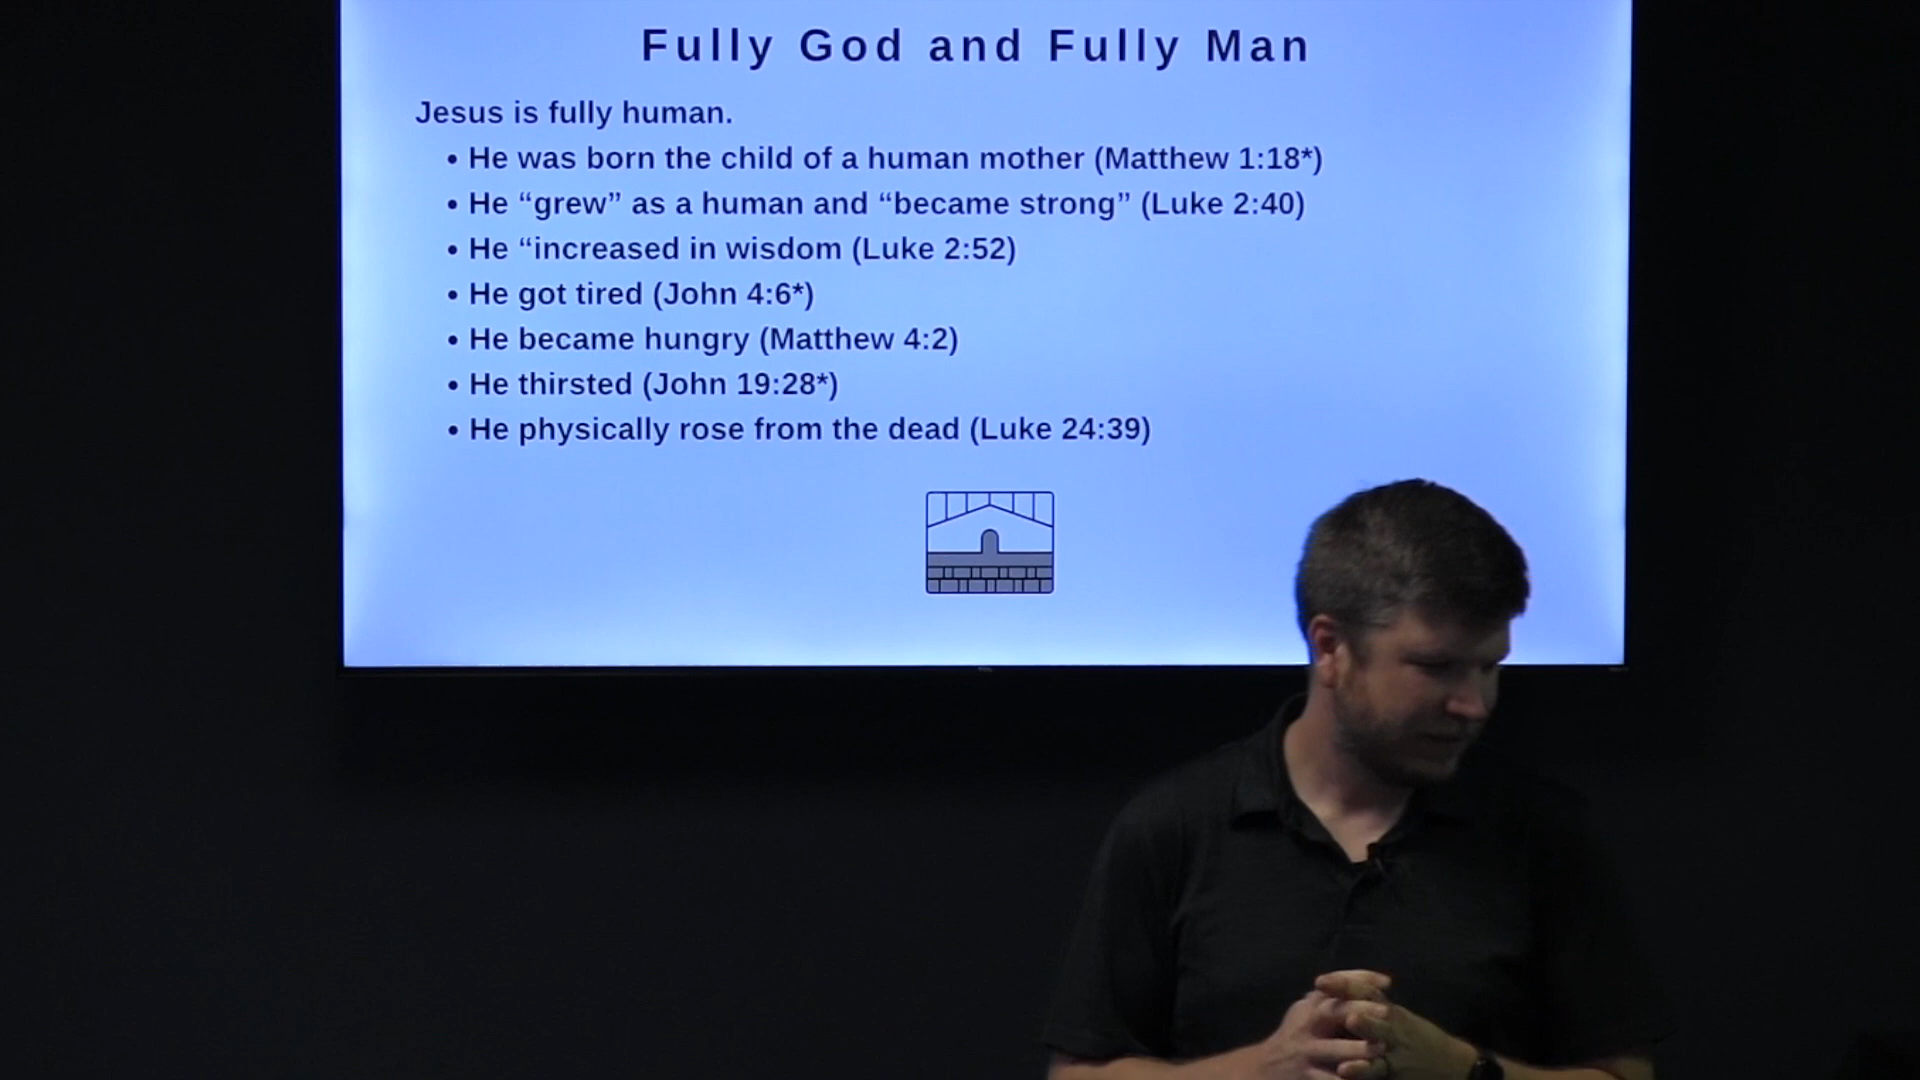 Fully God and Fully Man
Jesus is fully human.
• He was born the child of a human mother (Matthew 1:18*)
• He “grew” as a human and “became strong” (Luke 2:40)
• He “increased in wisdom (Luke 2:52)
• He got tired (John 4:6*)
• He became hungry (Matthew 4:2)
• He thirsted (John 19:28*)
• He physically rose from the dead (Luke 24:39)